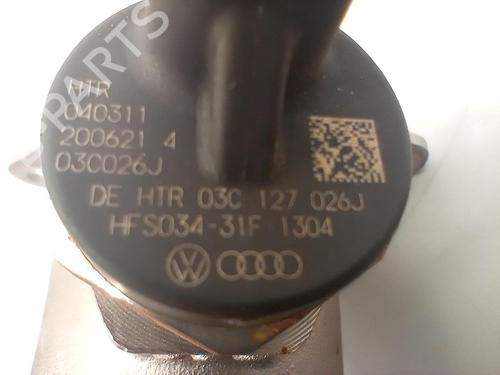 HTR
040311
200621 4
03C026J
DE HTR 03C 127 026J
HFS034-31F 1304